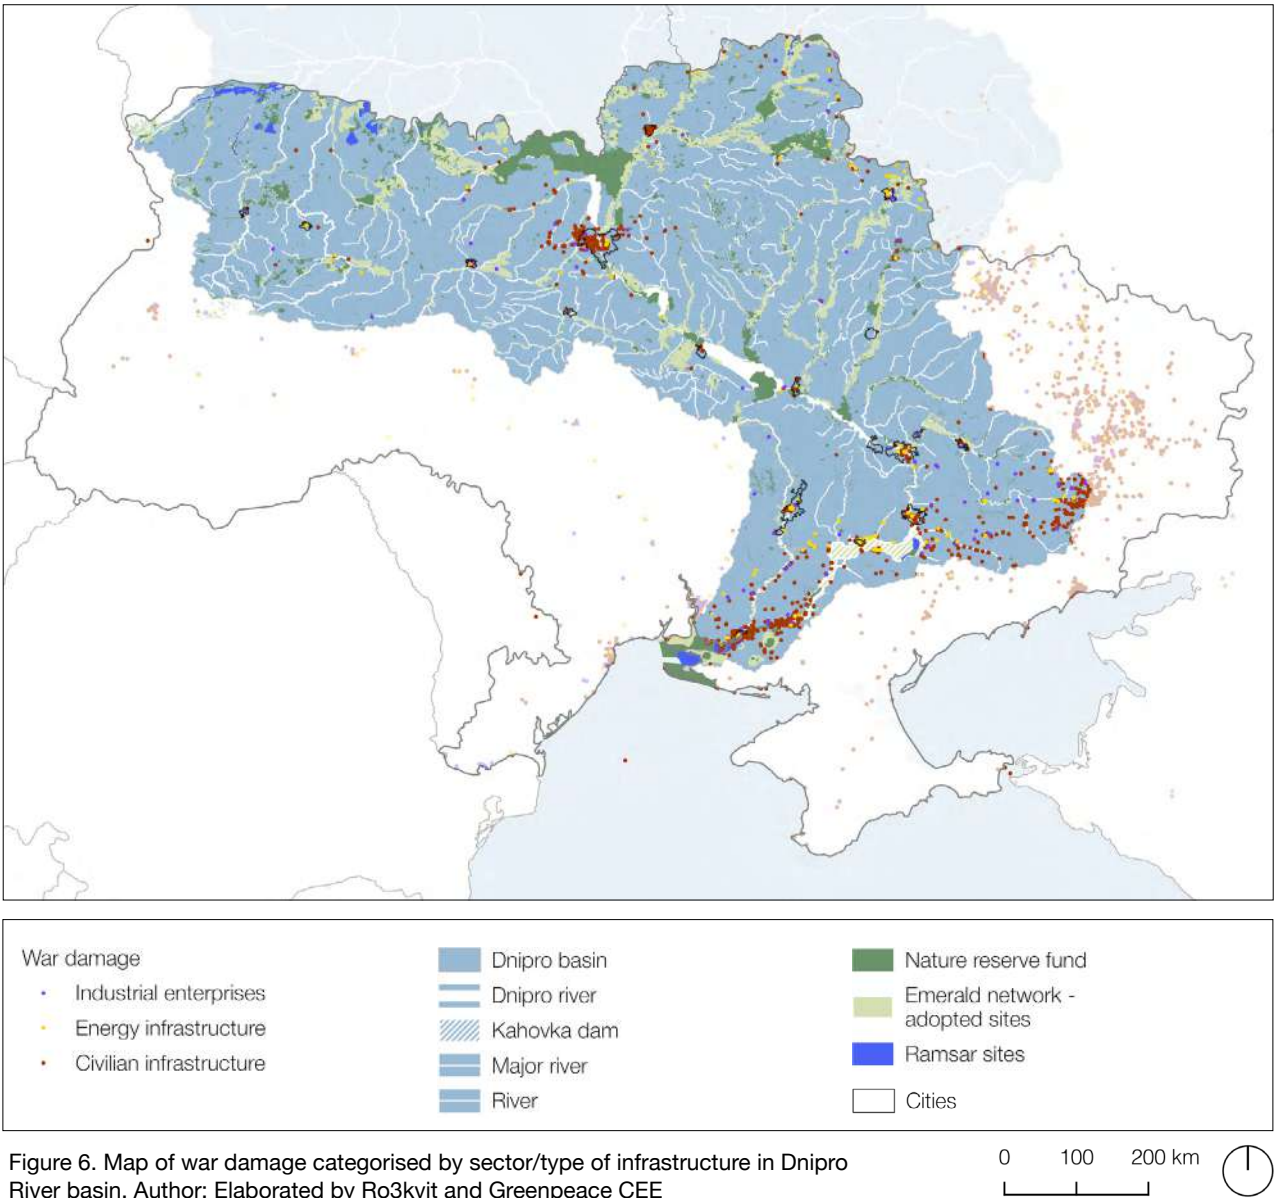 War damage
Industrial enterprises
Energy infrastructure
Civilian infrastructure
Dnipro basin
Dnipro river
Kahovka dam
Major river
River
Nature reserve fund
Emerald network -
adopted sites
Ramsar sites
Cities
Figure 6. Map of war damage categorised by sector/type of infrastructure in Dnipro
River basin. Author: Elaborated by Ro3kvit and Greenpeace CEE
0 100 200 km